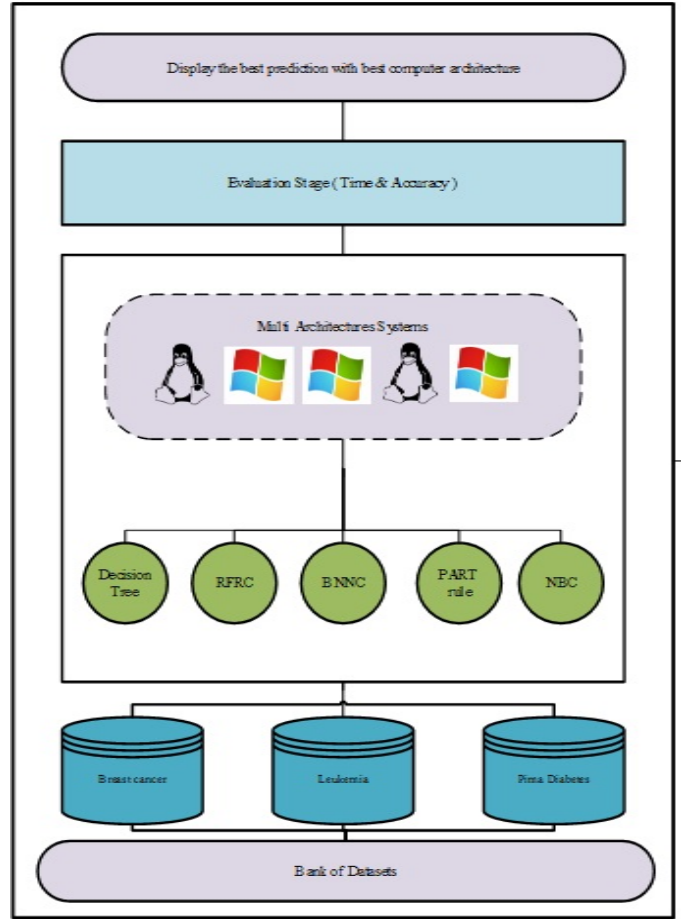 Display the best prediction with best computer architecture
Evaluation Stage ( Time & Accuracy )
Multi Architectures Systems
Decision
Tree
RFRC
BNNC
PART
rule
NBC
Breast cancer
Leukemia
Pima Diabetes
Bank of Datasets